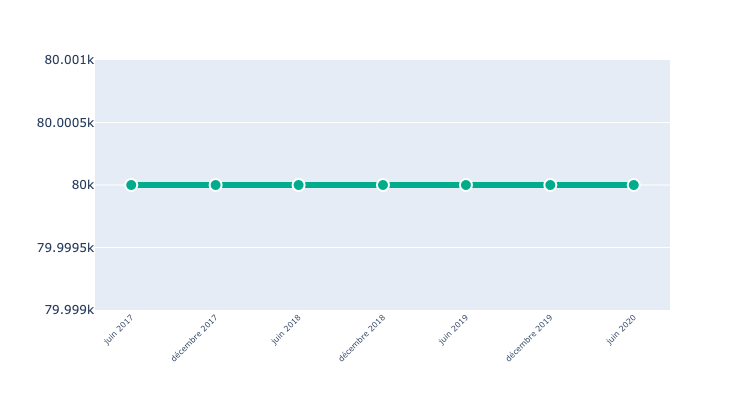 80.001k
80.0005k
80k
79.9995k
79.999k
juin 2017
décembre 2017
juin 2018
décembre 2018
juin 2019
décembre 2019
juin 2020